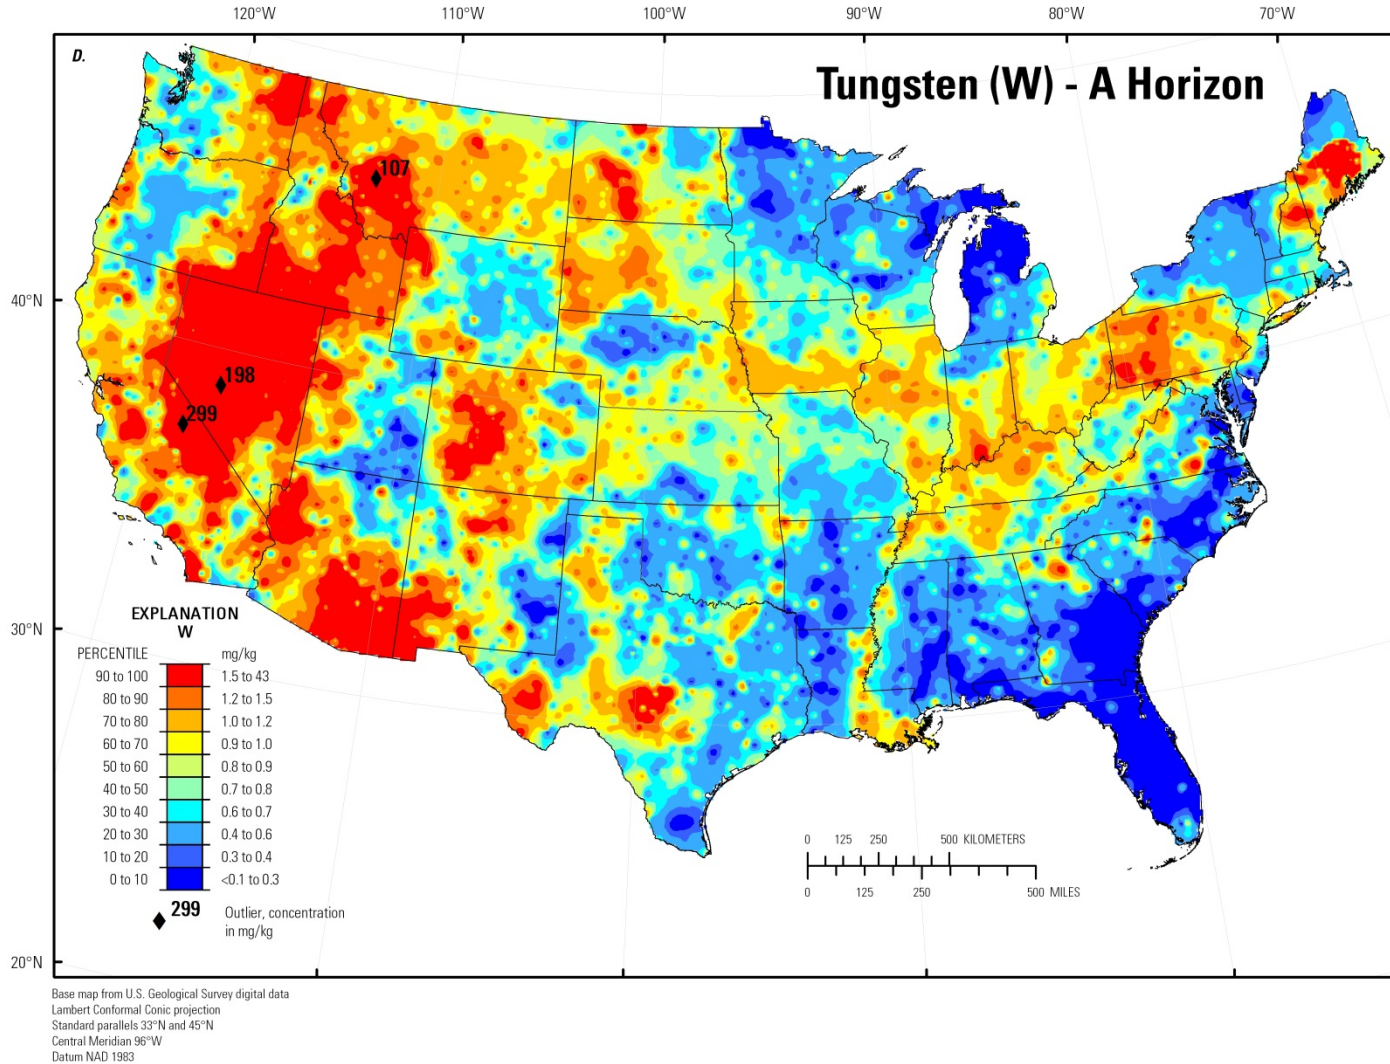 120°W 110°W 100°W 90°W 80°W 70°W
D.
Tungsten (W) - A Horizon
107
40°N
198
299
30°N
EXPLANATION
W
PERCENTILE mg/kg
90 to 100 1.5 to 43
80 to 90 1.2 to 1.5
70 to 80 1.0 to 1.2
60 to 70 0.9 to 1.0
50 to 60 0.8 to 0.9
40 to 50 0.7 to 0.8
30 to 40 0.6 to 0.7
20 to 30 0.4 to 0.6
10 to 20 0.3 to 0.4
0 to 10 <0.1 to 0.3
299 Outlier, concentration
in mg/kg
0 125 250 500 KILOMETERS
0 125 250 500 MILES
20°N
Base map from U.S. Geological Survey digital data
Lambert Conformal Conic projection
Standard parallels 33°N and 45°N
Central Meridian 96°W
Datum NAD 1983